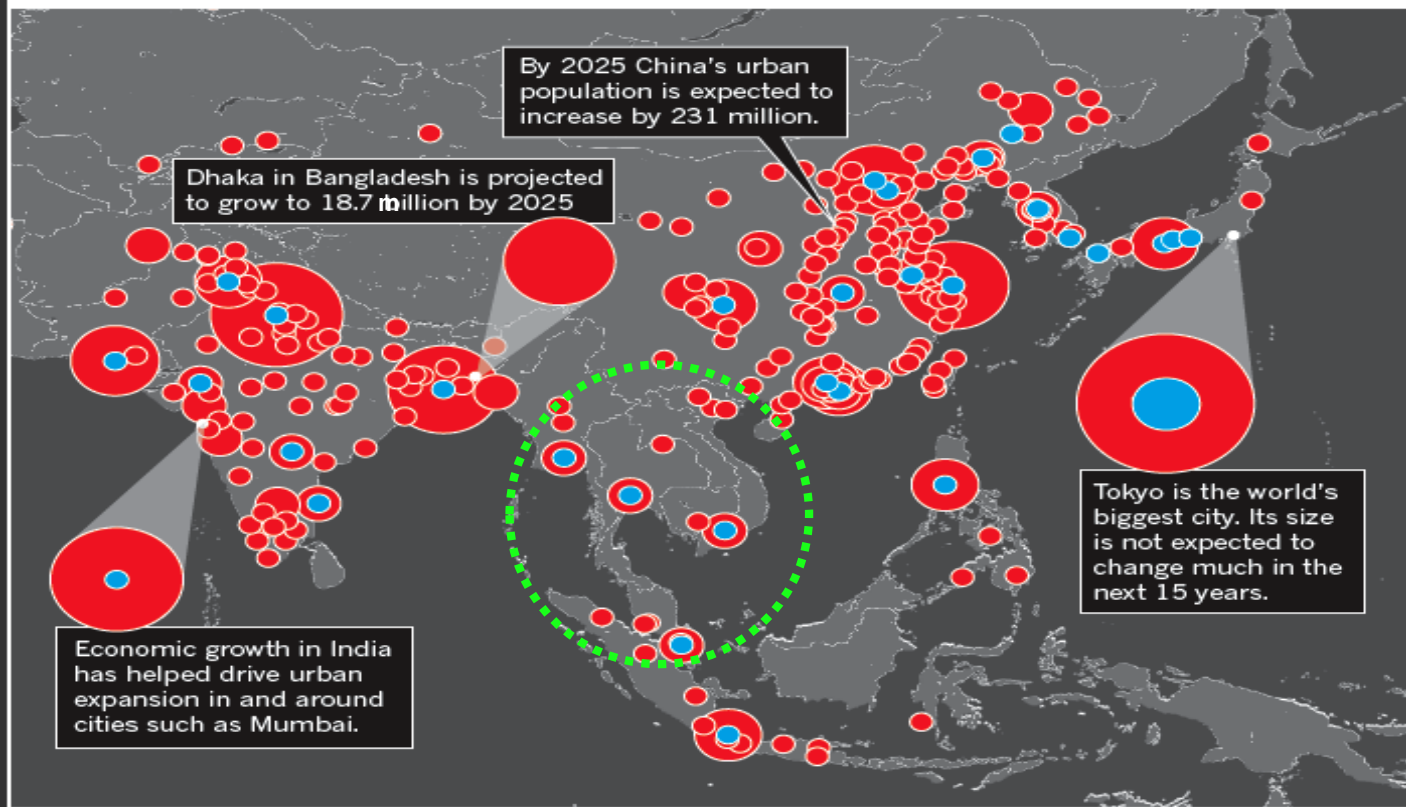 By 2025 China's urban
population is expected to
increase by 231 million.
Dhaka in Bangladesh is projected
to grow to 18.7 million by 2025
Tokyo is the world's
biggest city. Its size
is not expected to
change much in the
next 15 years.
Economic growth in India
has helped drive urban
expansion in and around
cities such as Mumbai.